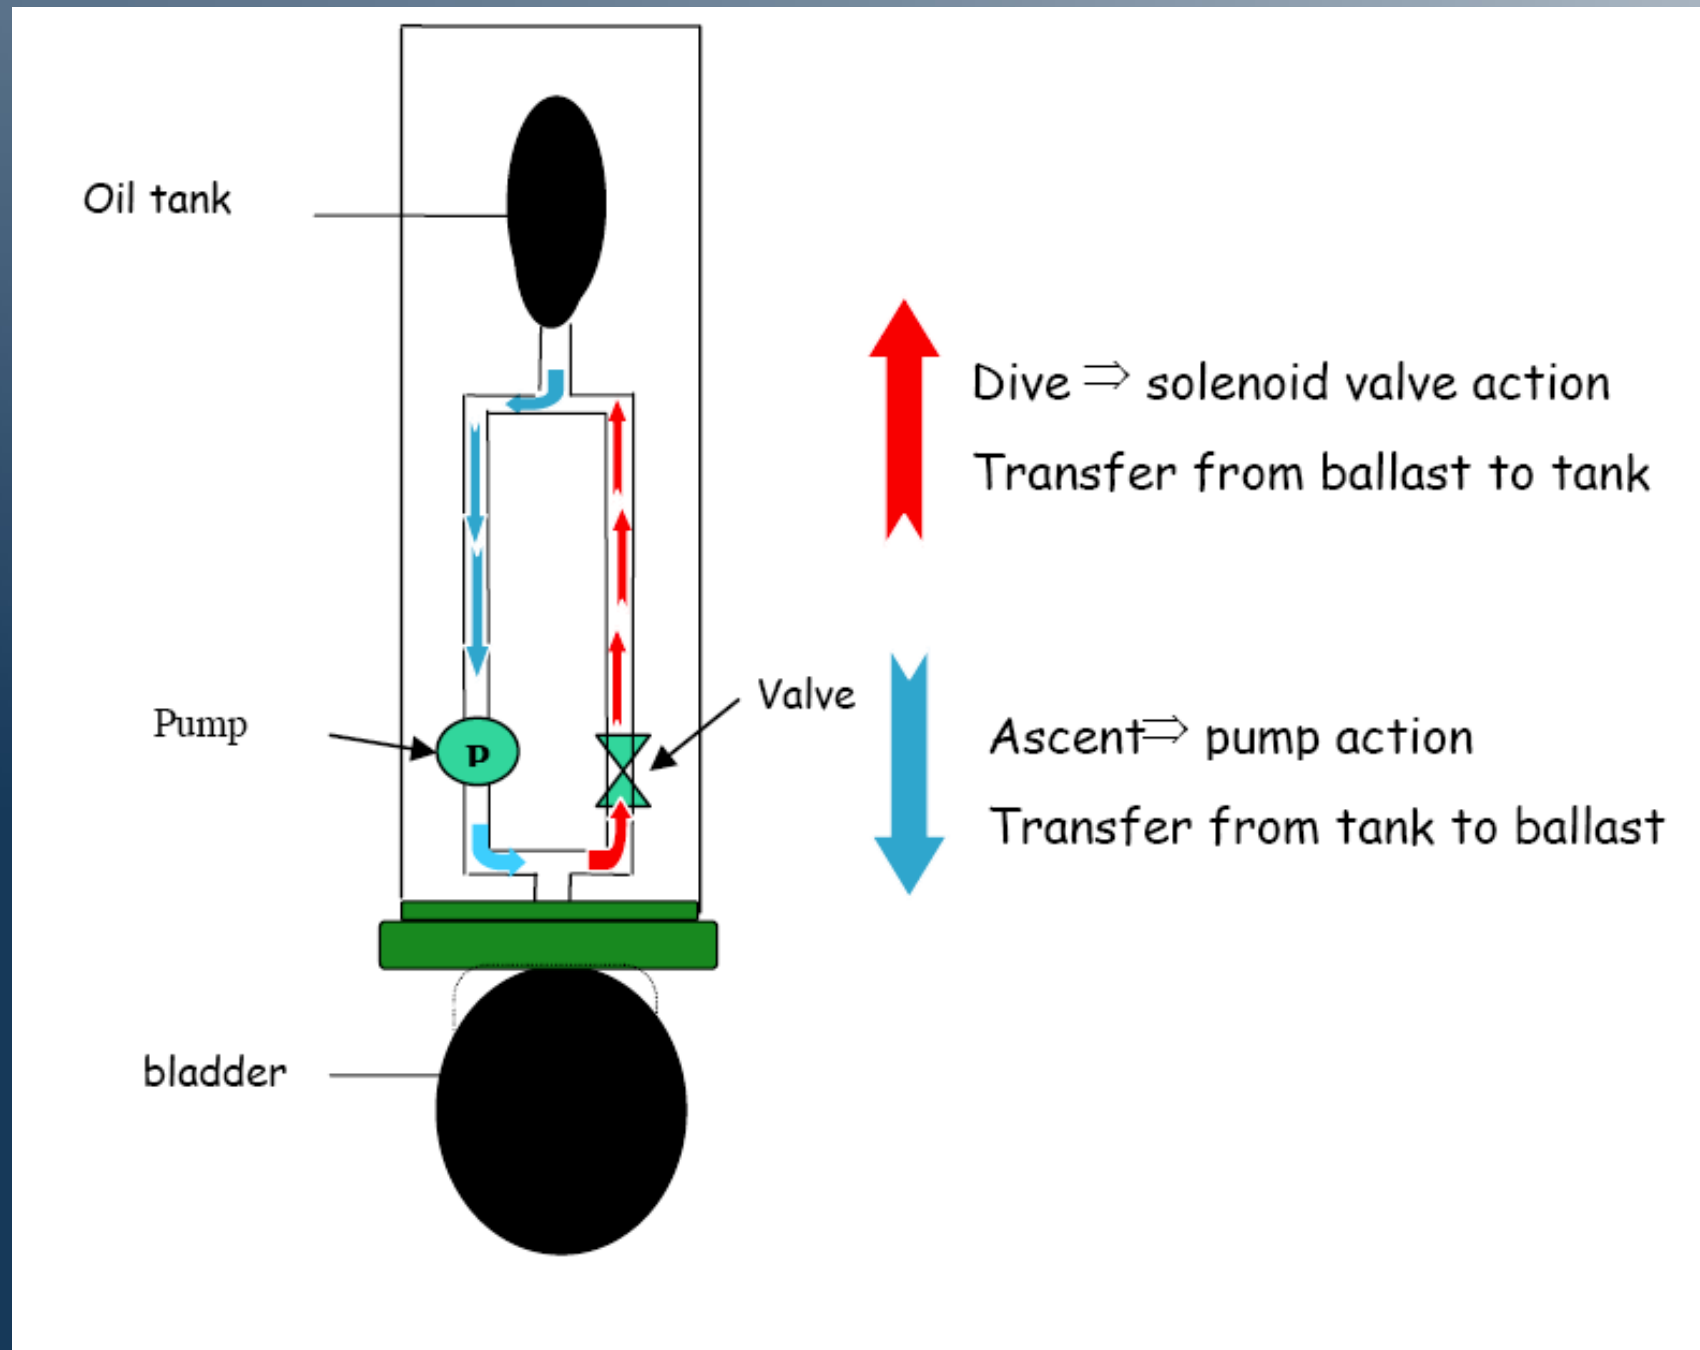 Oil tank
Dive ⇒ solenoid valve action
Transfer from ballast to tank
Valve
Pump
P
Ascent⇒ pump action
Transfer from tank to ballast
bladder